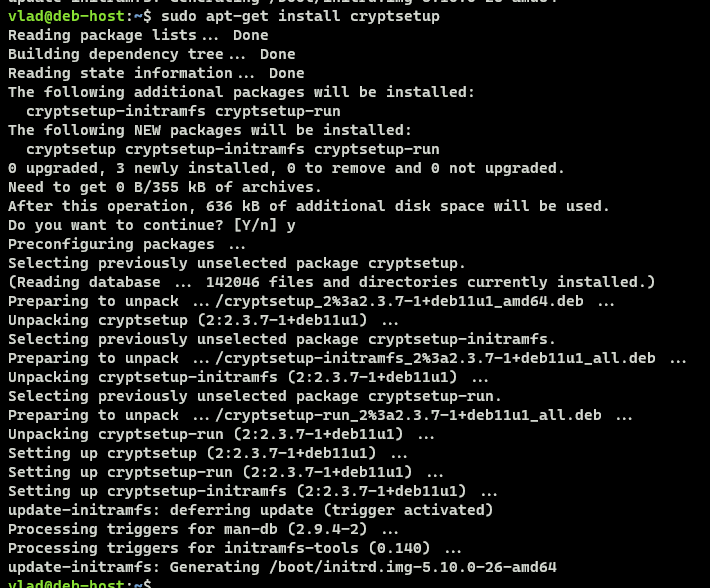 update-initramfs: Generating /boot/initrd.img-5.10.0-26-amd64
vlad@deb-host:~$ sudo apt-get install cryptsetup
Reading package lists... Done
Building dependency tree... Done
Reading state information... Done
The following additional packages will be installed:
  cryptsetup-initramfs cryptsetup-run
The following NEW packages will be installed:
  cryptsetup cryptsetup-initramfs cryptsetup-run
0 upgraded, 3 newly installed, 0 to remove and 0 not upgraded.
Need to get 0 B/355 kB of archives.
After this operation, 636 kB of additional disk space will be used.
Do you want to continue? [Y/n] y
Preconfiguring packages ...
Selecting previously unselected package cryptsetup.
(Reading database ... 142046 files and directories currently installed.)
Preparing to unpack .../cryptsetup_2%3a2.3.7-1+deb11u1_amd64.deb ...
Unpacking cryptsetup (2:2.3.7-1+deb11u1) ...
Selecting previously unselected package cryptsetup-initramfs.
Preparing to unpack .../cryptsetup-initramfs_2%3a2.3.7-1+deb11u1_all.deb ...
Unpacking cryptsetup-initramfs (2:2.3.7-1+deb11u1) ...
Selecting previously unselected package cryptsetup-run.
Preparing to unpack .../cryptsetup-run_2%3a2.3.7-1+deb11u1_all.deb ...
Unpacking cryptsetup-run (2:2.3.7-1+deb11u1) ...
Setting up cryptsetup (2:2.3.7-1+deb11u1) ...
Setting up cryptsetup-run (2:2.3.7-1+deb11u1) ...
Setting up cryptsetup-initramfs (2:2.3.7-1+deb11u1) ...
update-initramfs: deferring update (trigger activated)
Processing triggers for man-db (2.9.4-2) ...
Processing triggers for initramfs-tools (0.140) ...
update-initramfs: Generating /boot/initrd.img-5.10.0-26-amd64
vlad@deb-host:~$